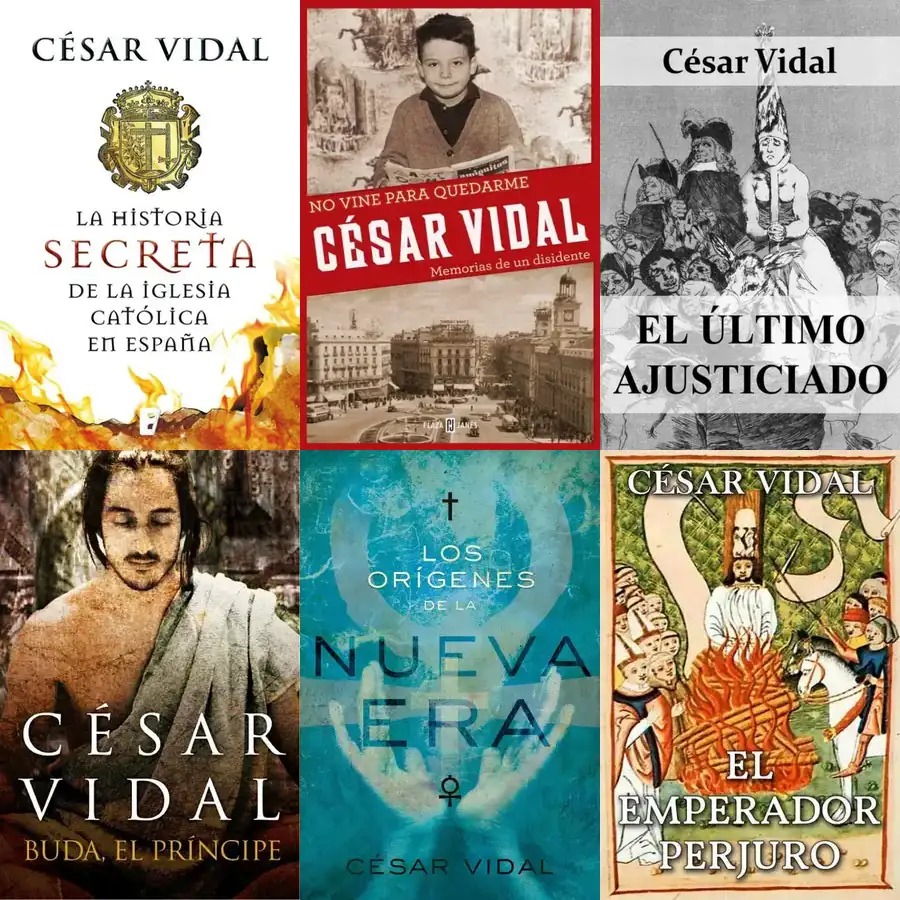 CÉSAR VIDAL
LA HISTORIA
SECRETA
DE LA IGLESIA
CATÓLICA
EN ESPAÑA
NO VINE PARA QUEDARME
CÉSAR VIDAL
Memorias de un disidente
PLAZA JANES
César Vidal
EL ÚLTIMO
AJUSTICIADO
CÉSAR
VIDAL
BUDA, EL PRÍNCIPE
LOS
ORÍGENES
DE LA
NUEVA
ERA
CÉSAR VIDAL
CÉSAR VIDAL
EL
EMPERADOR
PERJURO